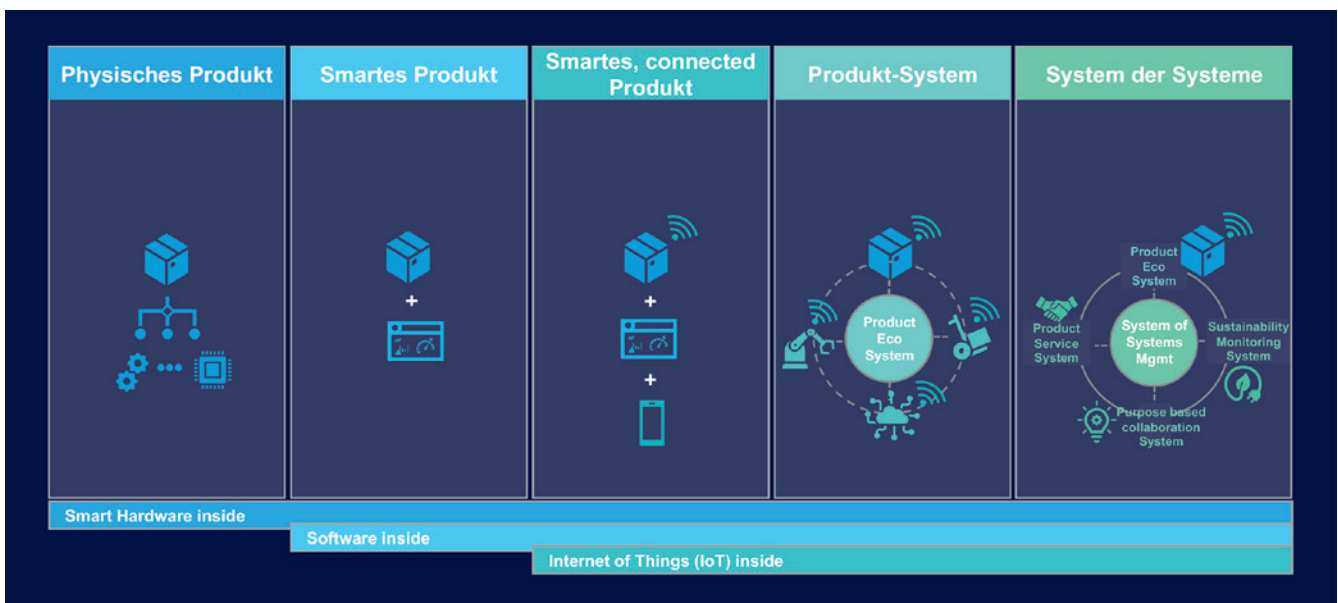 Physisches Produkt
Smartes Produkt
Smartes, connected
Produkt
Produkt-System
System der Systeme
Product
Eco
System
Product
Eco
System
Product
Service
System
System of
Systems
Mgmt
Sustainability
Monitoring
System
Purpose based
collaboration
System
Smart Hardware inside
Software inside
Internet of Things (IoT) inside